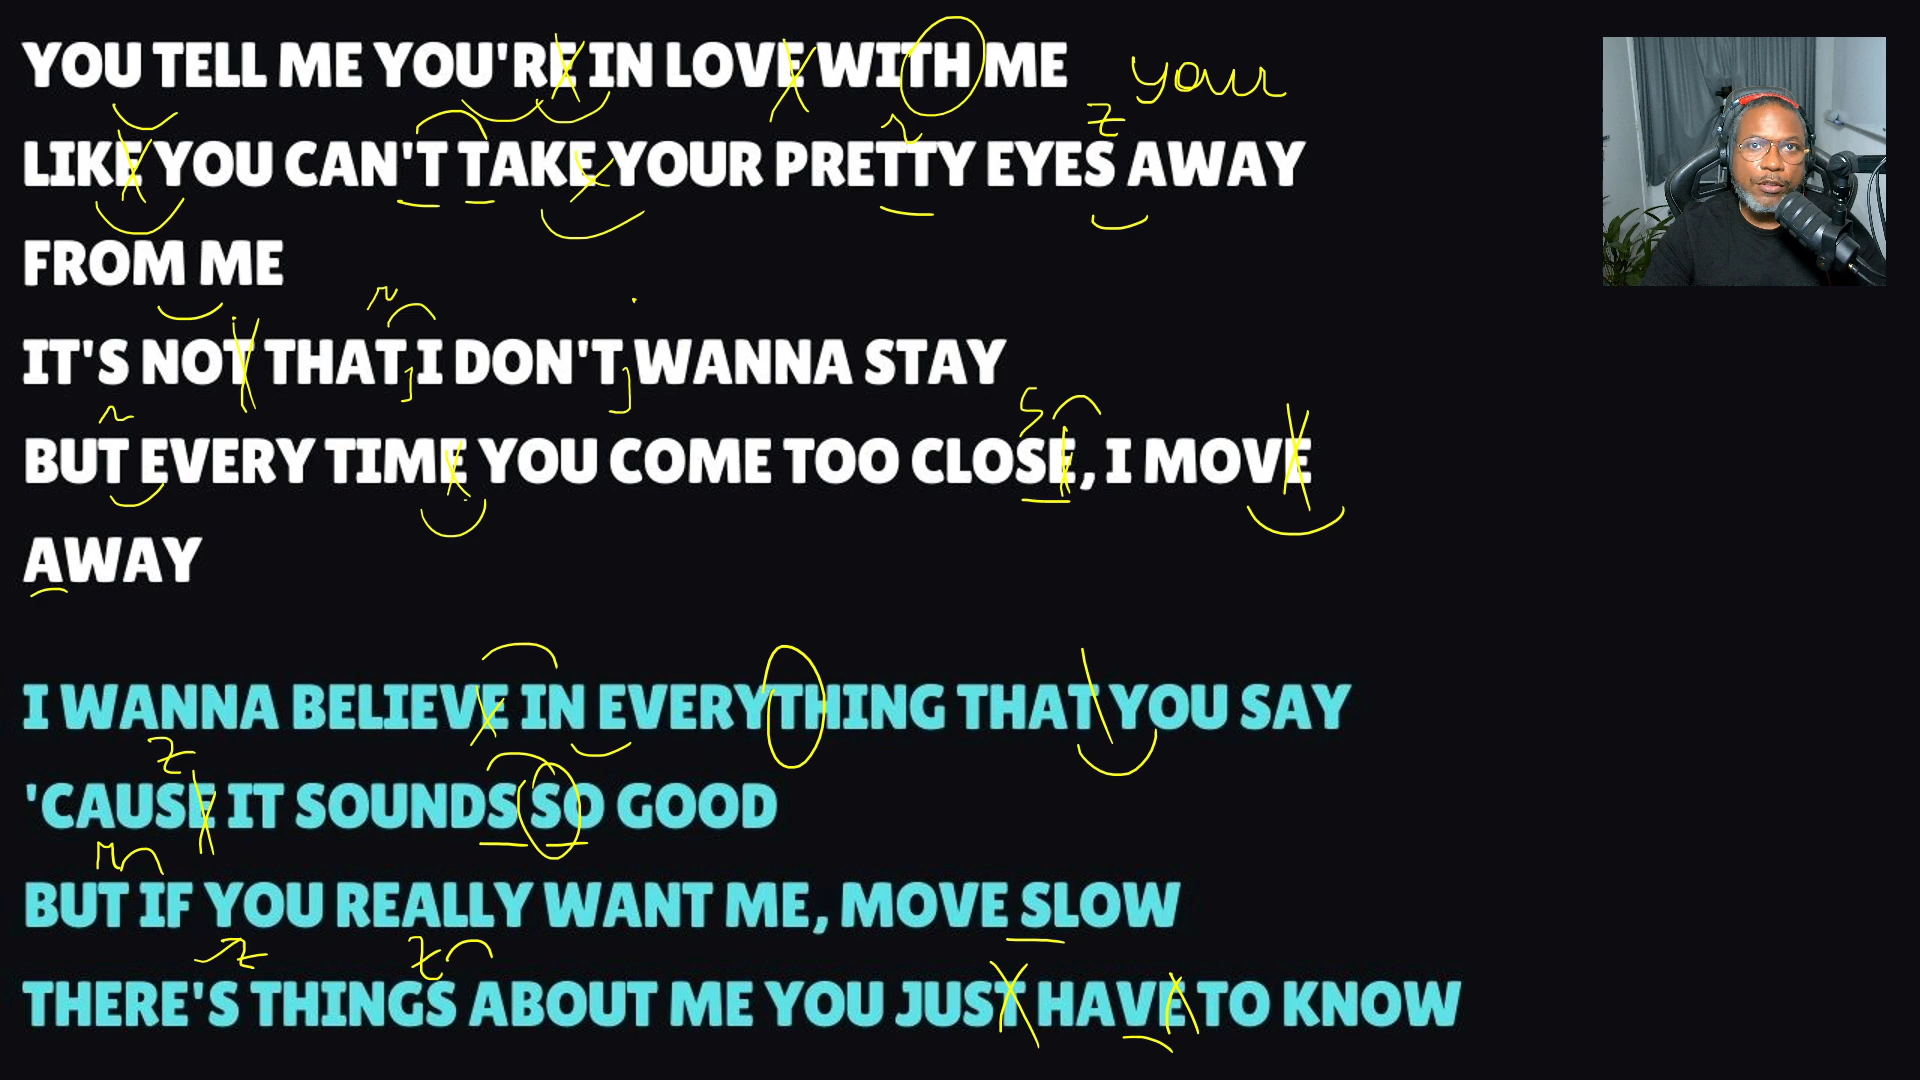 YOU TELL ME YOU'RE IN LOVE WITH ME
your
z
LIKE YOU CAN'T TAKE YOUR PRETTY EYES AWAY
FROM ME
IT'S NOT THAT I DON'T WANNA STAY
S
BUT EVERY TIME YOU COME TOO CLOSE, I MOVE
AWAY
I WANNA BELIEVE IN EVERYTHING THAT YOU SAY
z
'CAUSE IT SOUNDS SO GOOD
BUT IF YOU REALLY WANT ME, MOVE SLOW
z z
THERE'S THINGS ABOUT ME YOU JUST HAVE TO KNOW